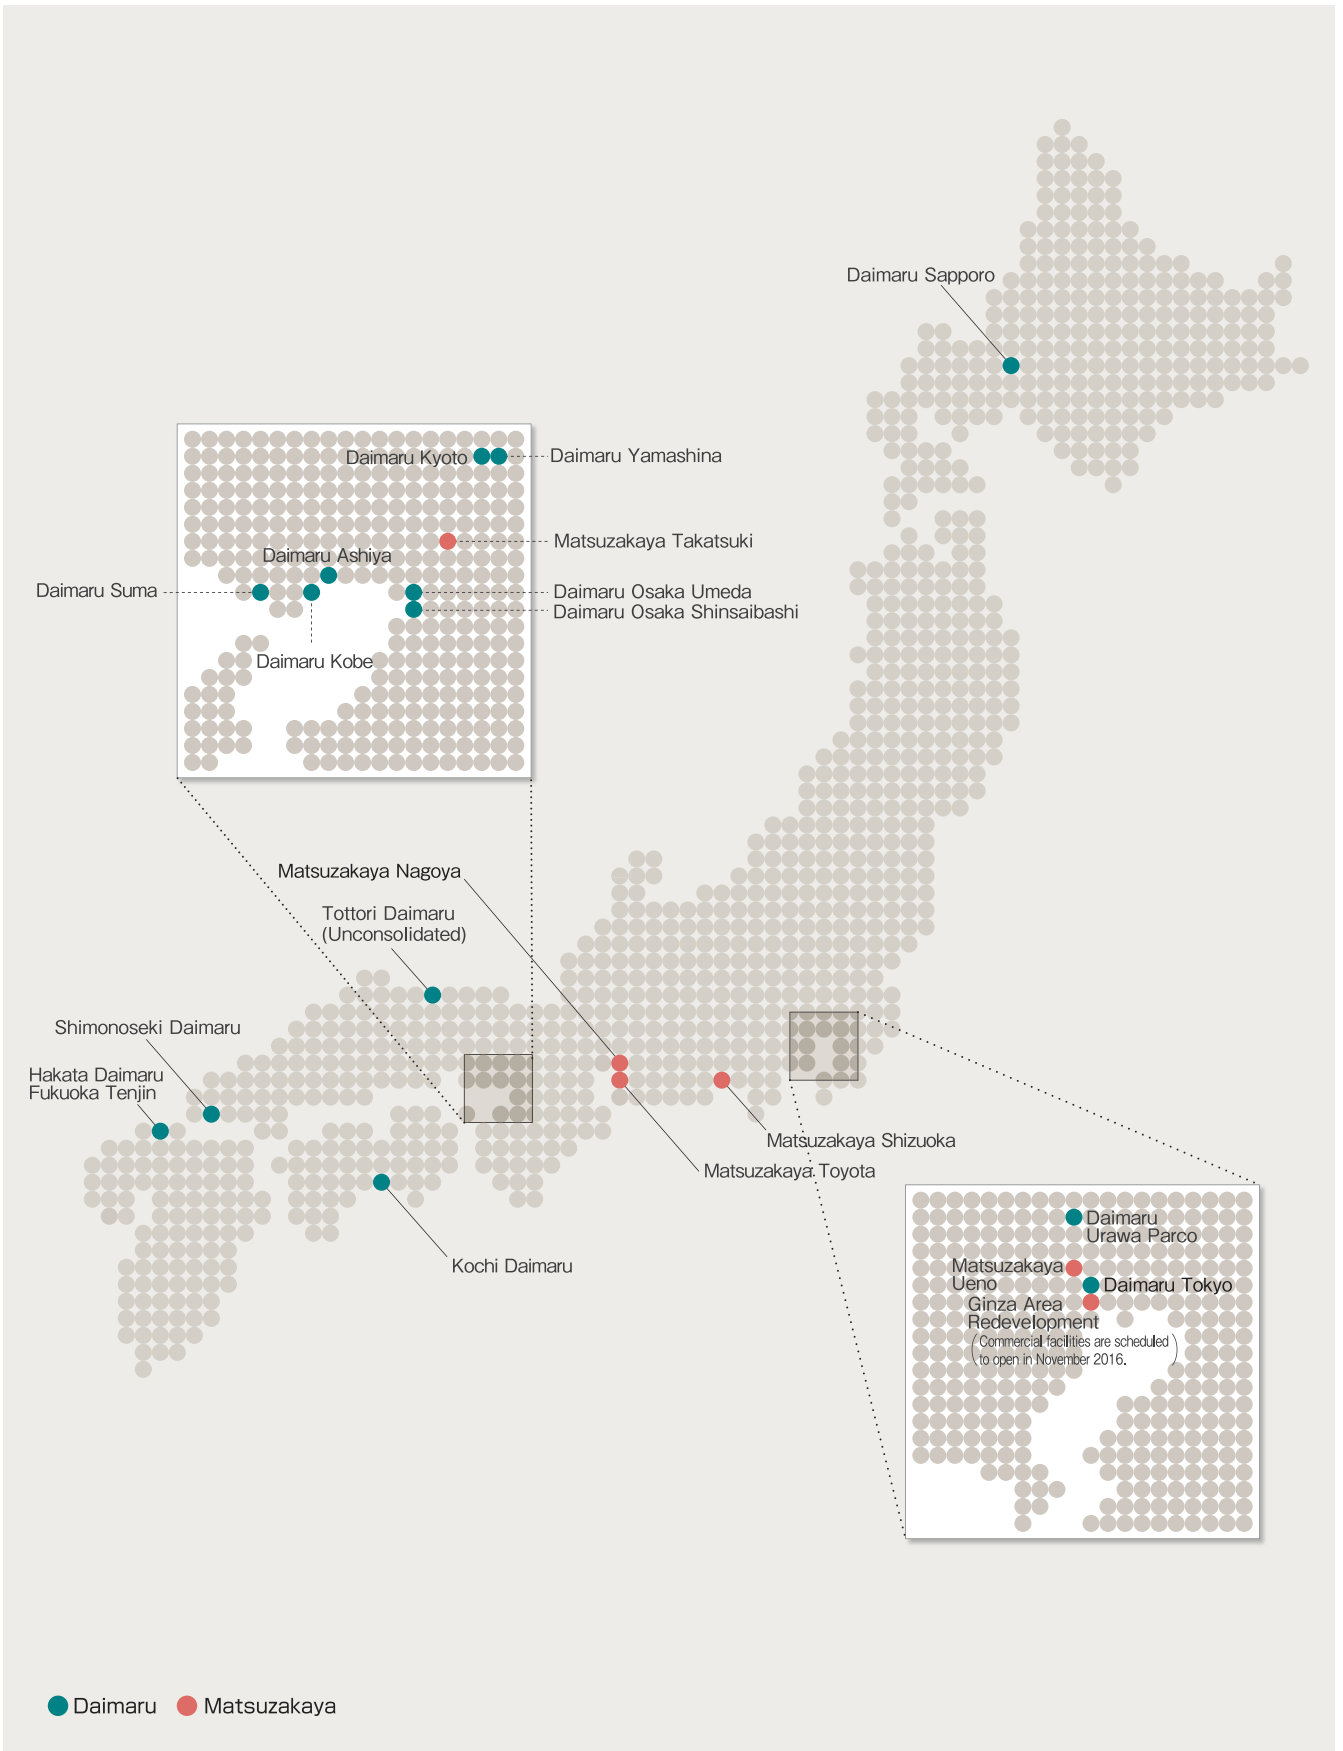 Daimaru Sapporo
Daimaru Kyoto
Daimaru Yamashina
Matsuzakaya Takatsuki
Daimaru Ashiya
Daimaru Suma
Daimaru Osaka Umeda
Daimaru Osaka Shinsaibashi
Daimaru Kobe
Matsuzakaya Nagoya
Tottori Daimaru
(Unconsolidated)
Shimonoseki Daimaru
Hakata Daimaru
Fukuoka Tenjin
Matsuzakaya Shizuoka
Matsuzakaya Toyota
Kochi Daimaru
Daimaru
Urawa Parco
Matsuzakaya
Ueno
Daimaru Tokyo
Ginza Area
Redevelopment
(Commercial facilities are scheduled
to open in November 2016.)
Daimaru
Matsuzakaya